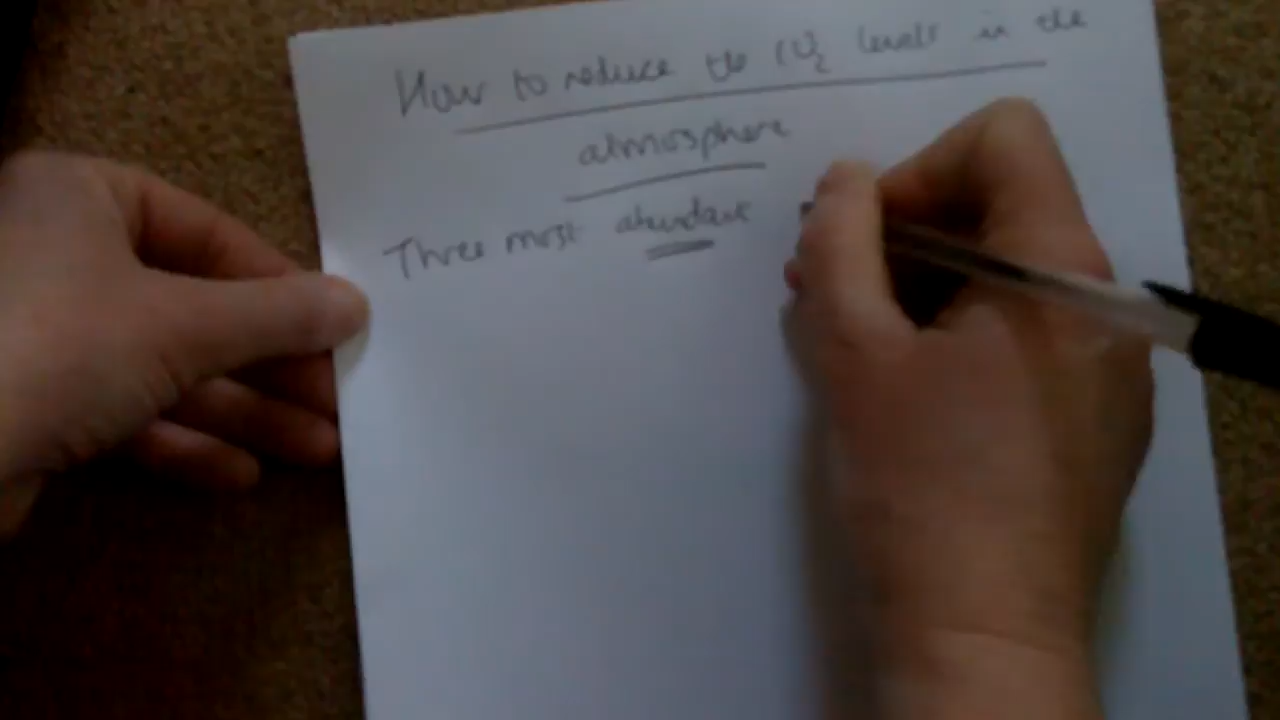 How to reduce the CO2 levels in the
atmosphere
Three most abundant